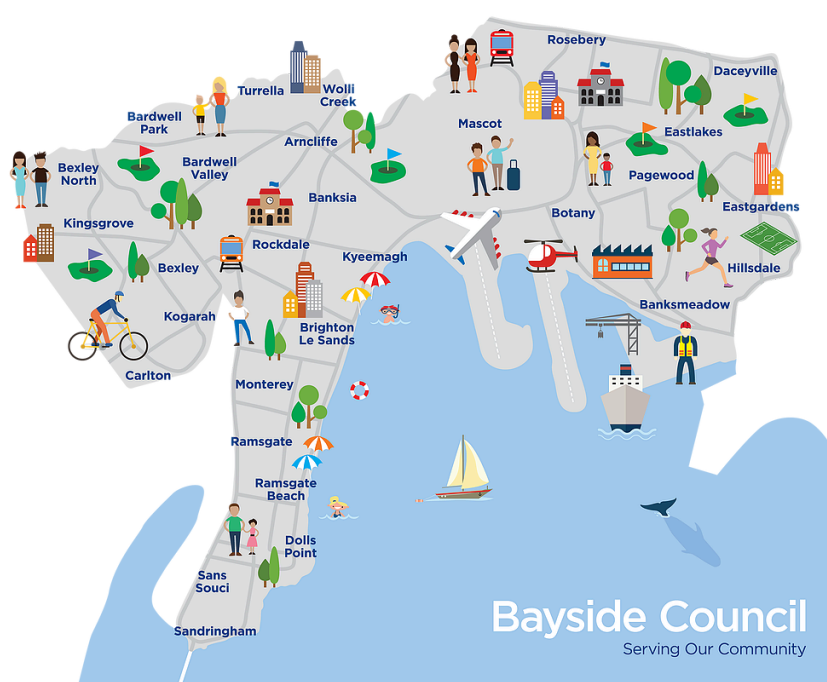 Rosebery
Daceyville
Turrella
Wolli
Creek
Bardwell
Park
Mascot
Eastlakes
Arncliffe
Bexley
North
Bardwell
Valley
Pagewood
Banksia
Eastgardens
Kingsgrove
Botany
Rockdale
Kyeemagh
Bexley
Hillsdale
Banksmeadow
Kogarah
Brighton
Le Sands
Carlton
Monterey
Ramsgate
Ramsgate
Beach
Dolls
Point
Sans
Souci
Sandringham
Bayside Council
Serving Our Community